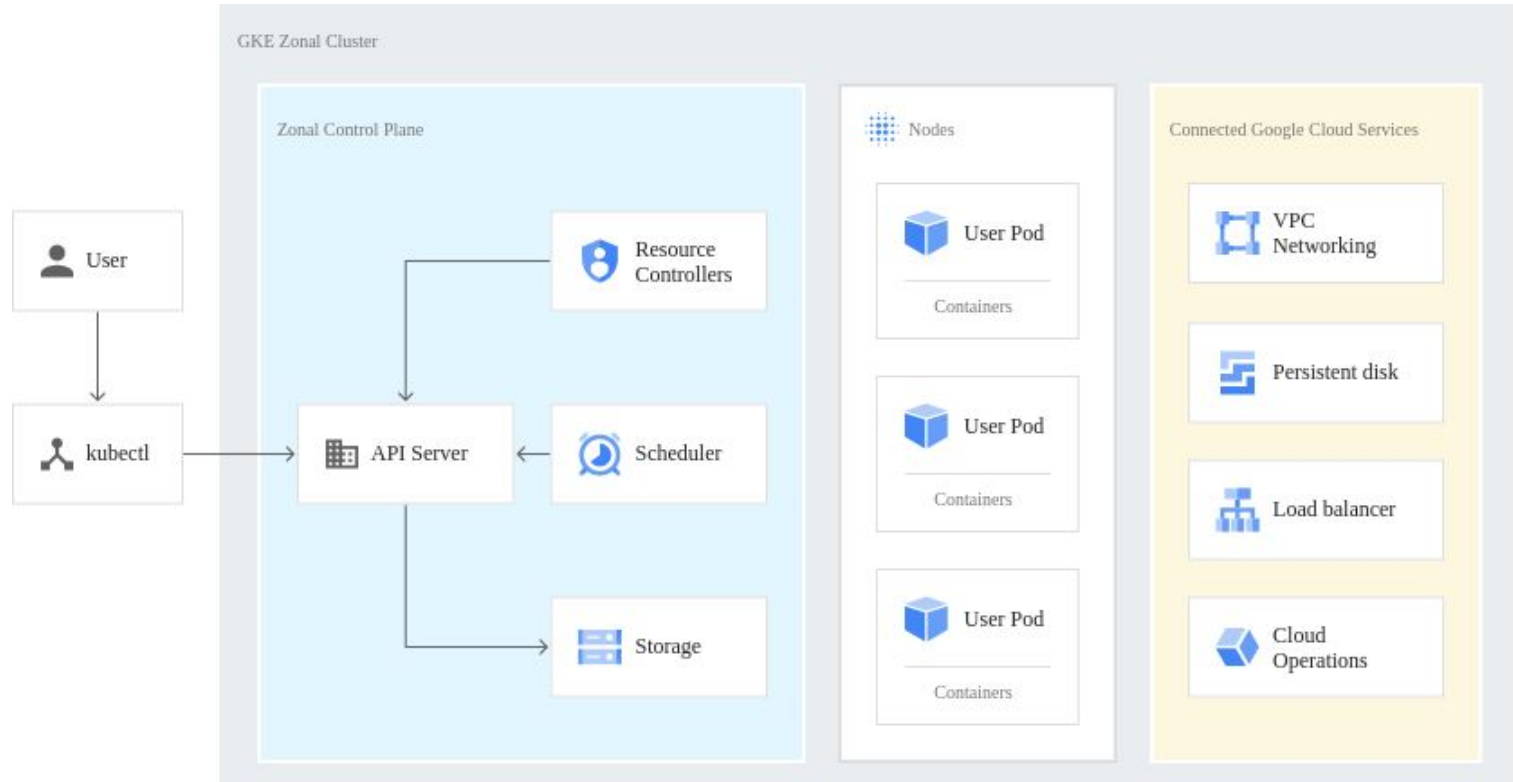 GKE Zonal Cluster
Zonal Control Plane
Nodes
Connected Google Cloud Services
User
kubectl
Resource
Controllers
API Server
Scheduler
Storage
User Pod
Containers
User Pod
Containers
User Pod
Containers
VPC
Networking
Persistent disk
Load balancer
Cloud
Operations